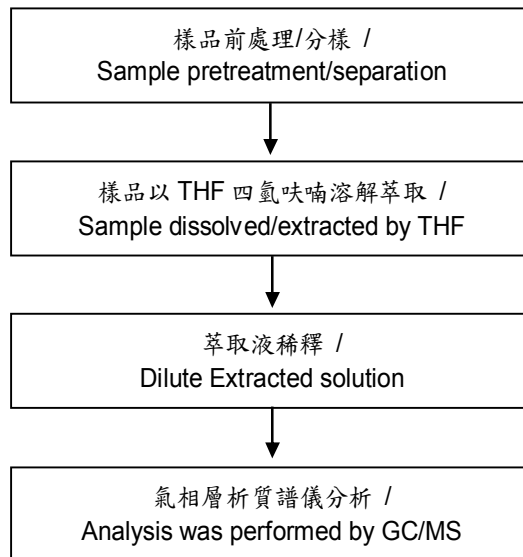 樣品前處理/分樣 /
Sample pretreatment/separation
樣品以 THF 四氫呋喃溶解萃取 /
Sample dissolved/extracted by THF
萃取液稀釋 /
Dilute Extracted solution
氣相層析質譜儀分析 /
Analysis was performed by GC/MS